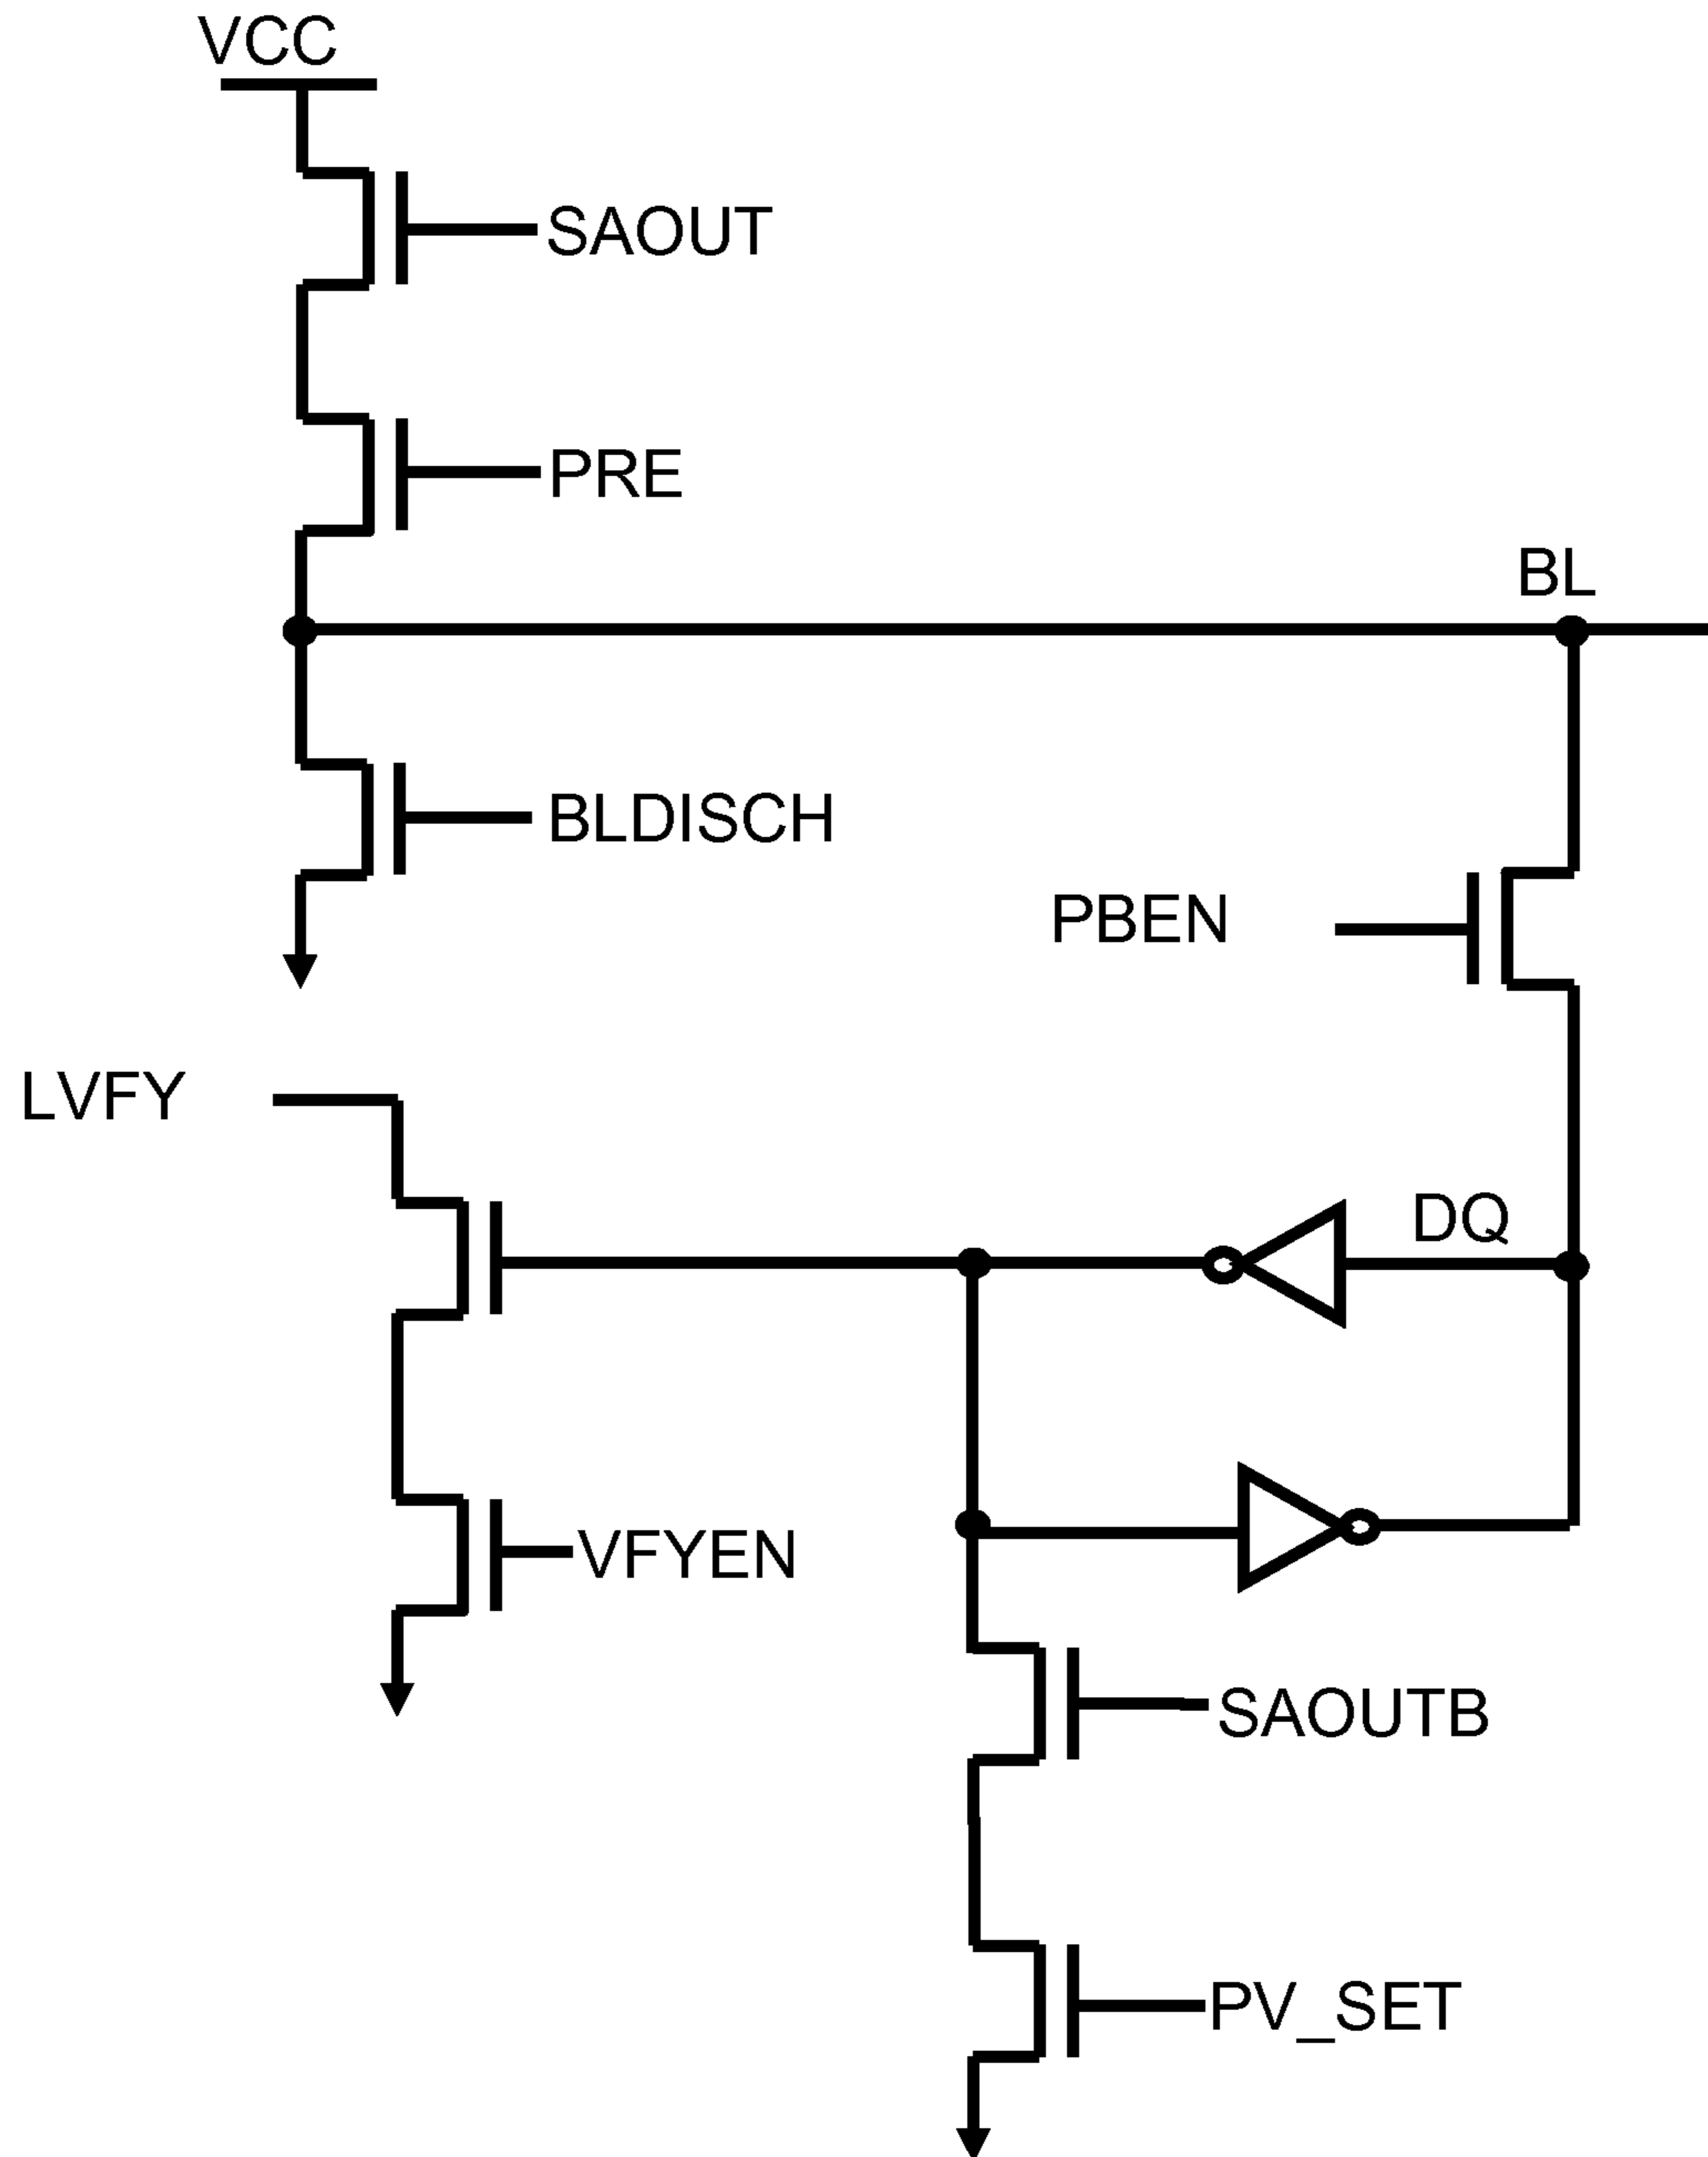 VCC
SAOUT
PRE
BL
BLDISCH
PBEN
LVFY
DQ
VFYEN
SAOUTB
PV_SET